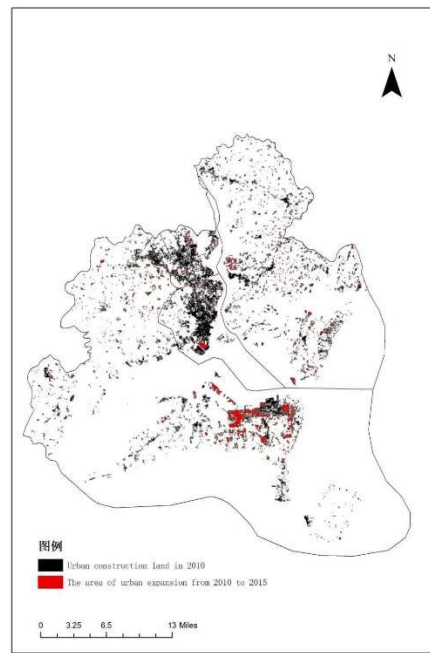 N
图例
Urban construction land in 2010
The area of urban expansion from 2010 to 2015
0 3.25 6.5 13 Miles